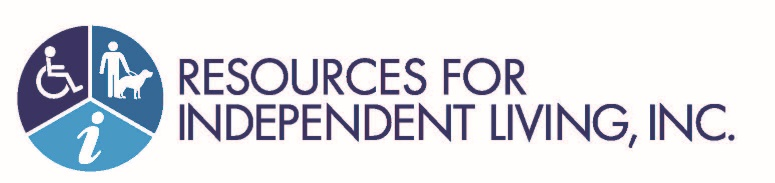 i
RESOURCES FOR
INDEPENDENT LIVING, INC.